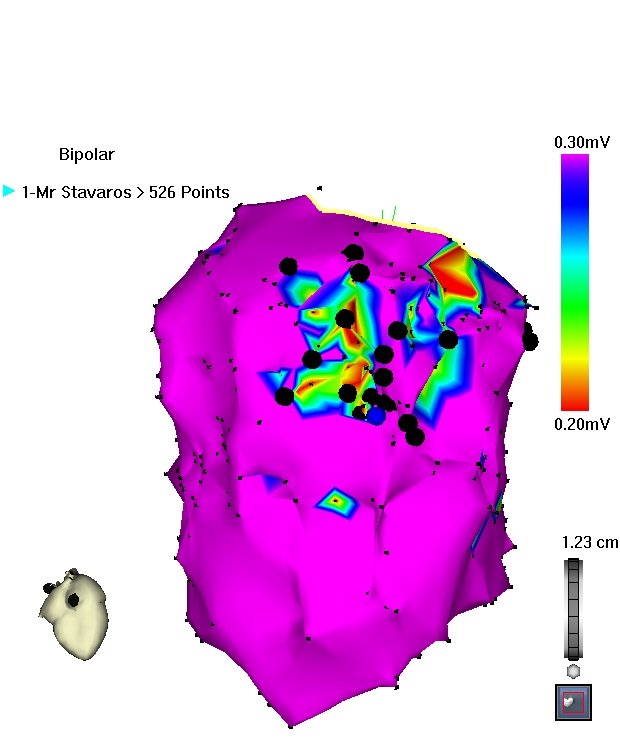 Bipolar
1-Mr Stavaros > 526 Points
0.30mV
0.20mV
1.23 cm